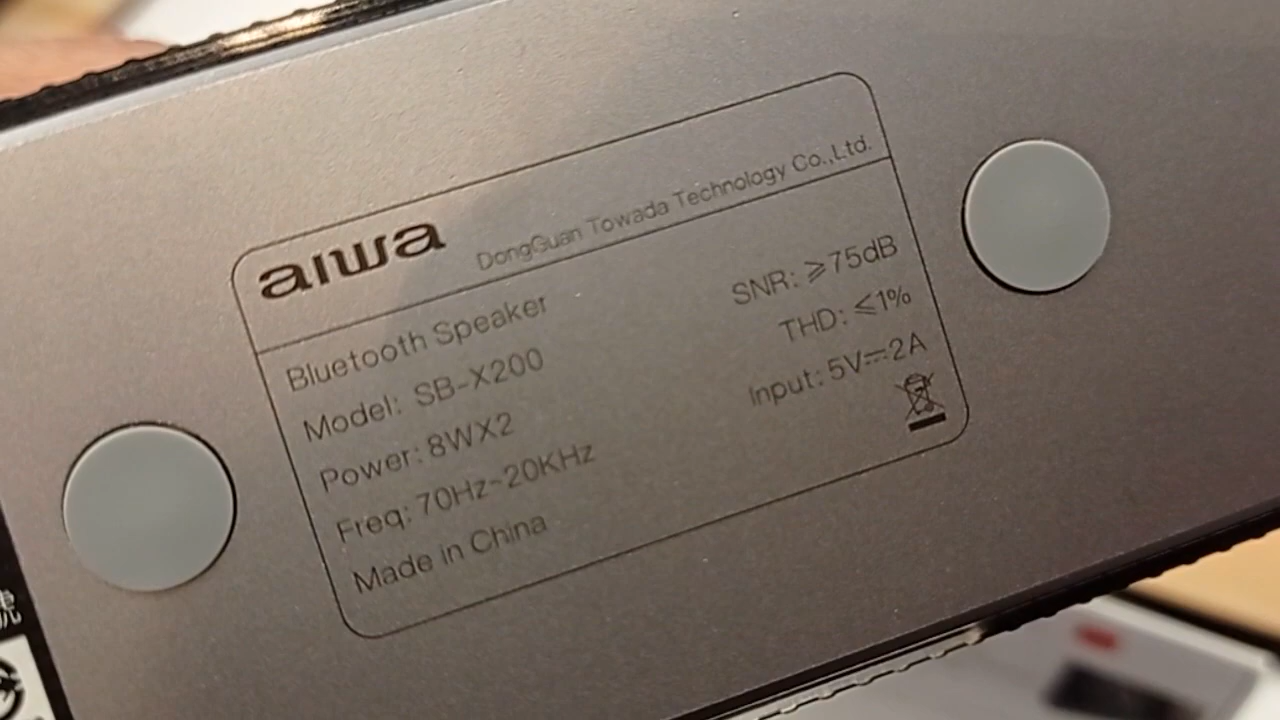 aiwa DongGuan Towada Technology Co.,Ltd.
Bluetooth Speaker
Model: SB-X200
Power: 8WX2
Freq: 70Hz-20KHz
Made in China
SNR: ⩾75dB
THD: ⩽1%
Input: 5V⎓2A
號